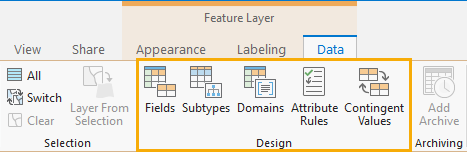 Feature Layer
View Share Appearance Labeling Data
All
Switch
Clear
Layer From
Selection
Selection
Fields Subtypes Domains Attribute
Rules
Contingent
Values
Design
Add
Archive
Archiving